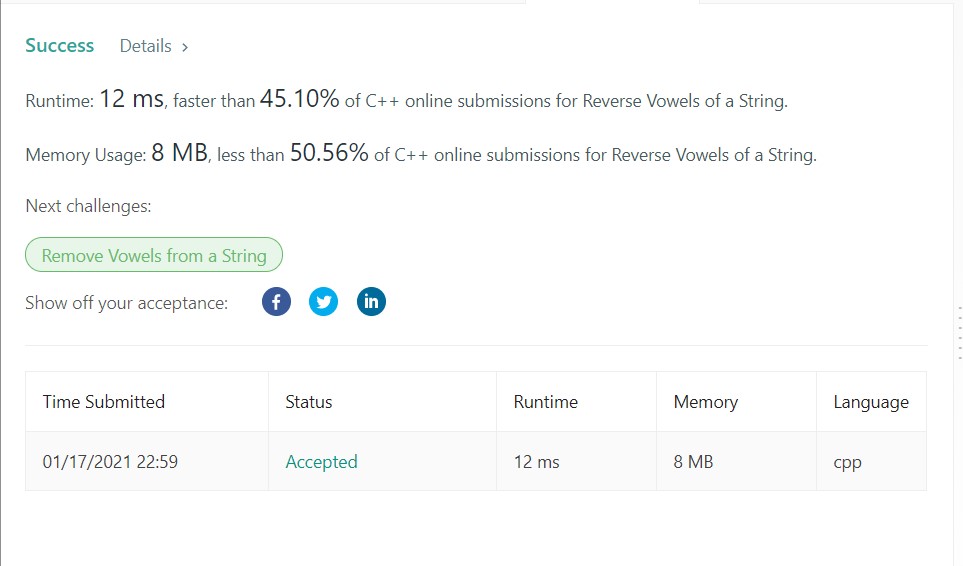 Success Details >
Runtime: 12 ms, faster than 45.10% of C++ online submissions for Reverse Vowels of a String.
Memory Usage: 8 MB, less than 50.56% of C++ online submissions for Reverse Vowels of a String.
Next challenges:
Remove Vowels from a String
Show off your acceptance: f in
Time Submitted Status Runtime Memory Language
01/17/2021 22:59 Accepted 12 ms 8 MB cpp